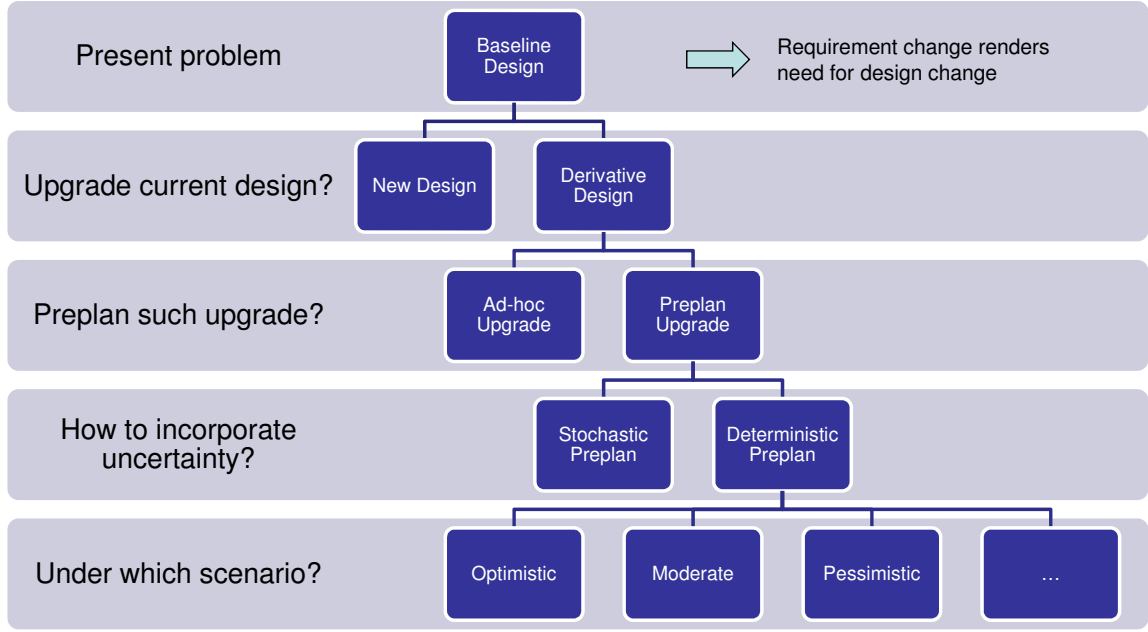 Present problem
Baseline
Design
Requirement change renders
need for design change
Upgrade current design?
New Design
Derivative
Design
Preplan such upgrade?
Ad-hoc
Upgrade
Preplan
Upgrade
How to incorporate
uncertainty?
Stochastic
Preplan
Deterministic
Preplan
Under which scenario?
Optimistic
Moderate
Pessimistic
…